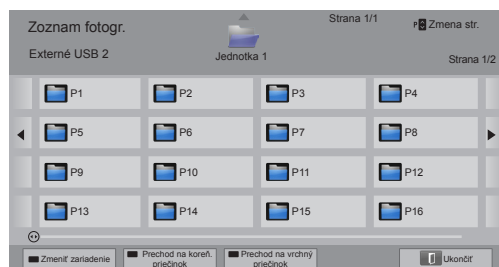 Zoznam fotogr.
Strana 1/1
P Zmena str.
Externé USB 2
Jednotka 1
Strana 1/2
P1 P2 P3 P4
P5 P6 P7 P8
P9 P10 P11 P12
P13 P14 P15 P16
Zmeniť zariadenie
Prechod na koreň.
priečinok
Prechod na vrchný
priečinok
Ukončiť